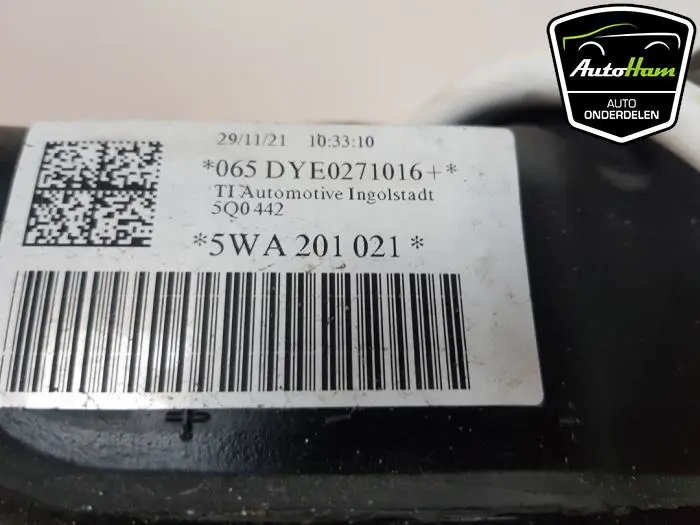 AutoHam
AUTO
ONDERDELEN
29/11/21 10:33:10
*065 DYE0271016+*
TI Automotive Ingolstadt
5Q0 442
*5WA 201 021*